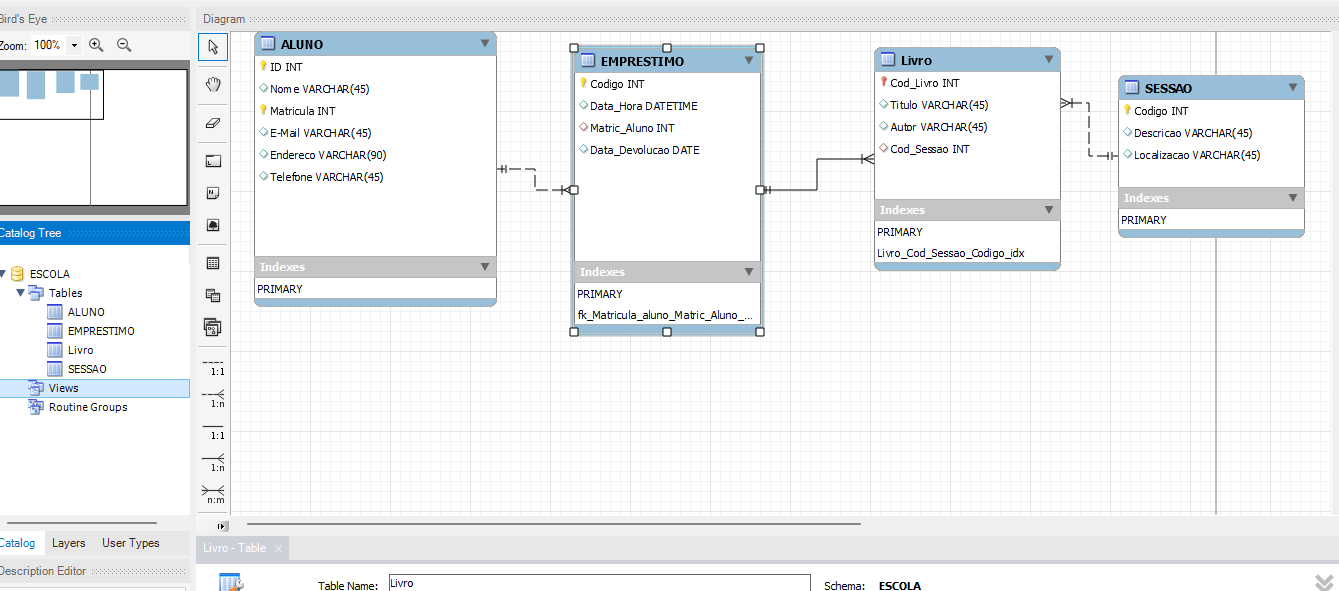 Bird's Eye
Zoom: 100%
Catalog Tree
ESCOLA
Tables
ALUNO
EMPRESTIMO
Livro
SESSAO
Views
Routine Groups
Catalog
Layers
User Types
Description Editor
Diagram
1:1
1:n
1:1
1:n
n:m
ALUNO
ID INT
Nome VARCHAR(45)
Matricula INT
E-Mail VARCHAR(45)
Endereco VARCHAR(90)
Telefone VARCHAR(45)
Indexes
PRIMARY
EMPRESTIMO
Codigo INT
Data_Hora DATETIME
Matric_Aluno INT
Data_Devolucao DATE
Indexes
PRIMARY
fk_Matricula_aluno_Matric_Aluno_...
Livro
Cod_Livro INT
Titulo VARCHAR(45)
Autor VARCHAR(45)
Cod_Sessao INT
Indexes
PRIMARY
Livro_Cod_Sessao_Codigo_idx
SESSAO
Codigo INT
Descricao VARCHAR(45)
Localizacao VARCHAR(45)
Indexes
PRIMARY
Livro - Table
Table Name: Livro
Schema: ESCOLA